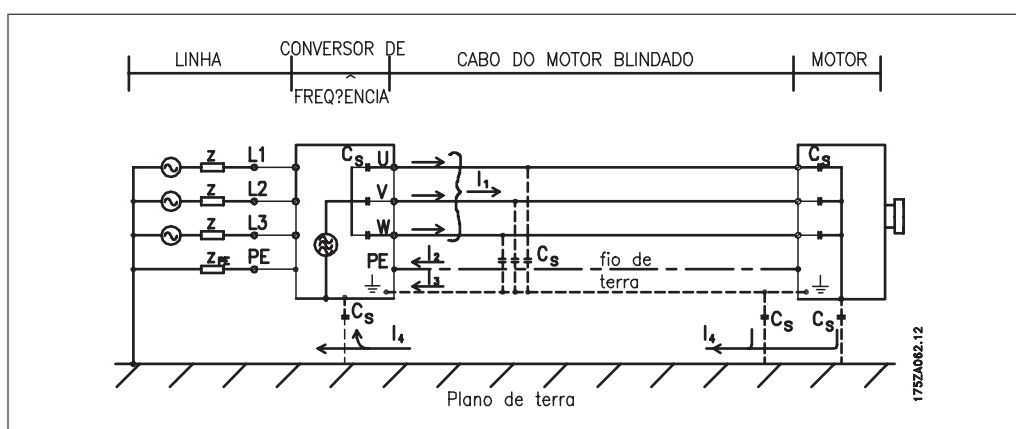 LINHA
CONVERSOR DE
FREQ?ENCIA
CABO DO MOTOR BLINDADO
MOTOR
Z L1
Z L2
Z L3
Z PE PE
Cs U
V
W
PE
I1
I2
I3
Cs
fio de
terra
Cs
Cs
I4
I4
Cs
Cs
Plano de terra
175ZA062.12